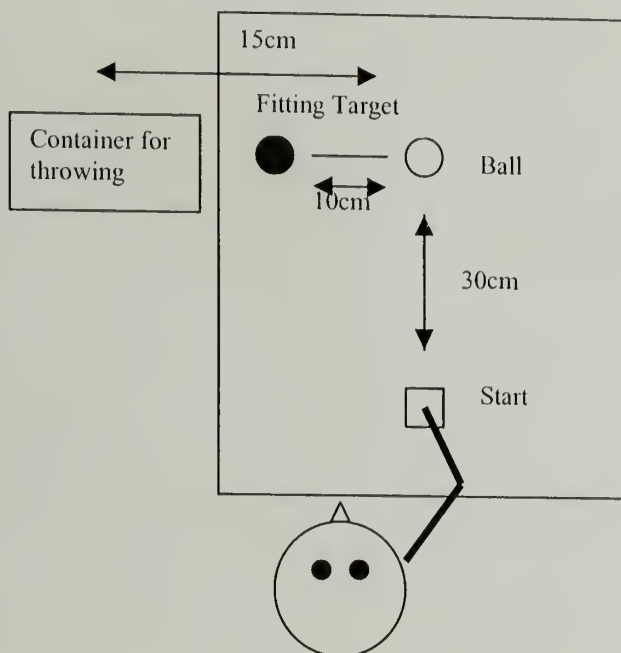 15cm
Fitting Target
Container for
throwing
Ball
10cm
30cm
Start